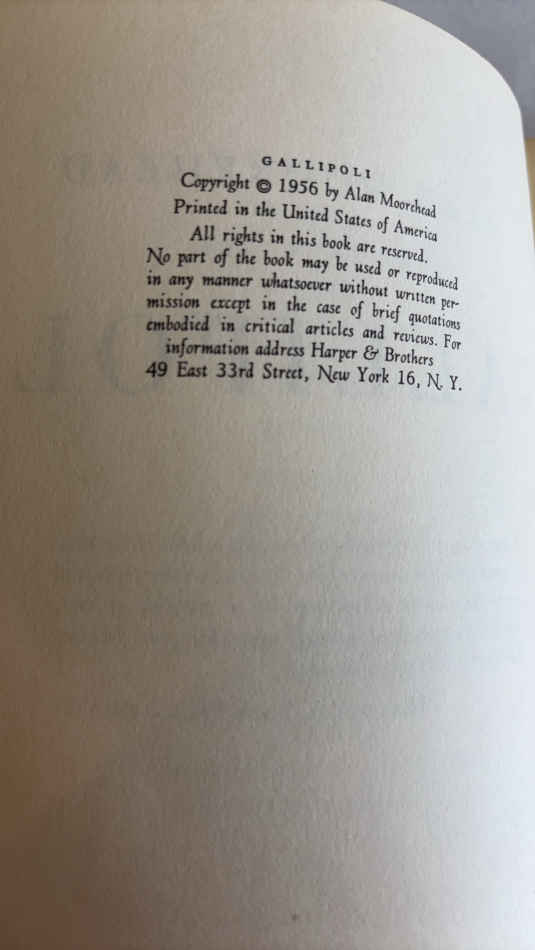 GALLIPOLI
Copyright © 1956 by Alan Moorehead
Printed in the United States of America
All rights in this book are reserved.
No part of the book may be used or reproduced
in any manner whatsoever without written per-
mission except in the case of brief quotations
embodied in critical articles and reviews. For
information address Harper & Brothers
49 East 33rd Street, New York 16, N. Y.